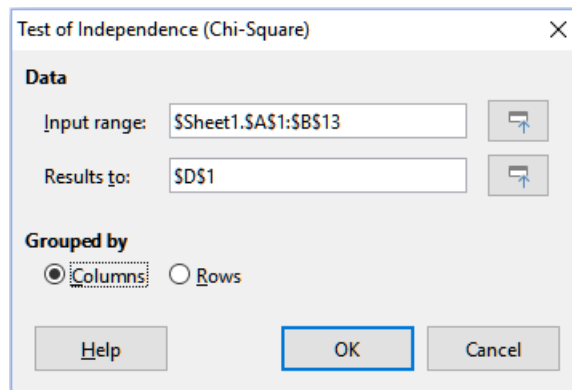 Test of Independence (Chi-Square)
Data
Input range: $Sheet1.$A$1:$B$13
Results to: $D$1
Grouped by
Columns Rows
Help OK Cancel